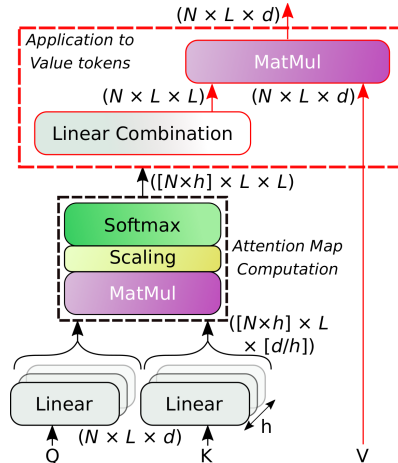 (N × L × d)
Application to
Value tokens
MatMul
(N × L × L)
(N × L × d)
Linear Combination
([N×h] × L × L)
Softmax
Scaling
MatMul
Attention Map
Computation
([N×h] × L
× [d/h])
Linear
Linear
h
(N × L × d)
Q
K
V